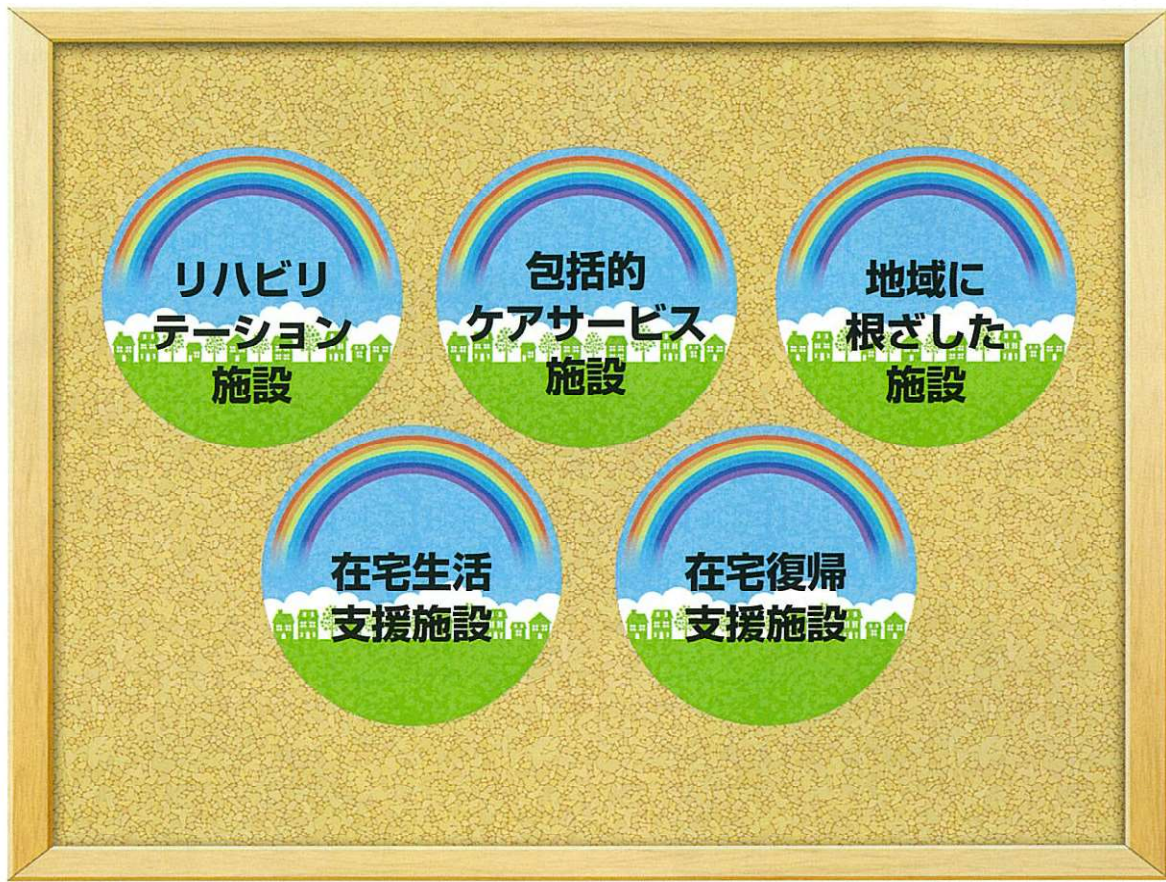 リハビリ
テーション
施設
包括的
ケアサービス
施設
地域に
根ざした
施設
在宅生活
支援施設
在宅復帰
支援施設